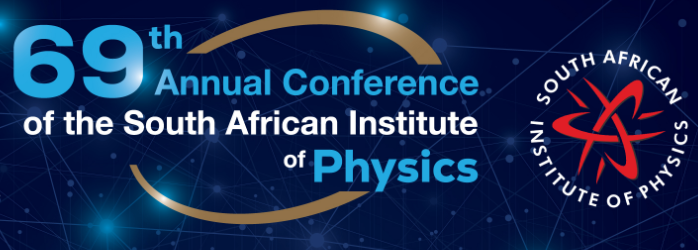 69th Annual Conference
of the South African Institute
of Physics
SOUTH AFRICAN
INSTITUTE OF PHYSICS